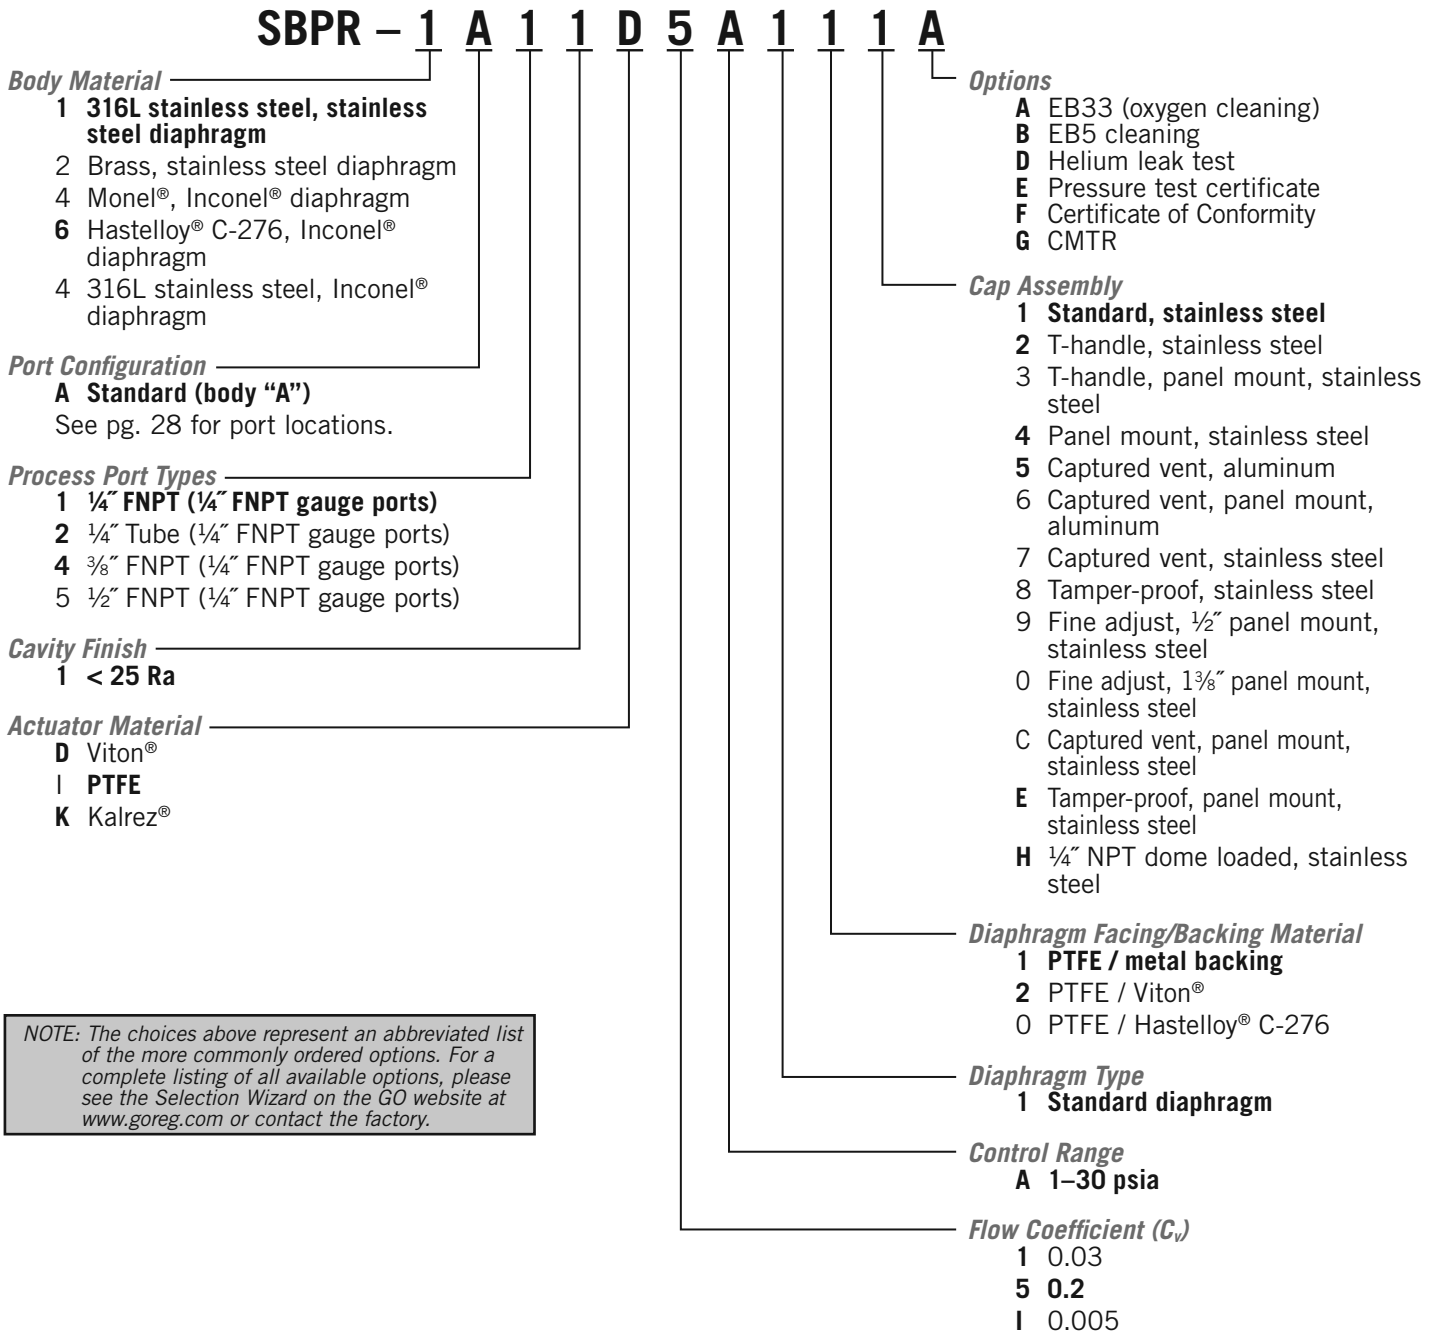 SBPR – 1 A 1 1 D 5 A 1 1 1 A
Body Material
1 316L stainless steel, stainless
steel diaphragm
2 Brass, stainless steel diaphragm
4 Monel®, Inconel® diaphragm
6 Hastelloy® C-276, Inconel®
diaphragm
4 316L stainless steel, Inconel®
diaphragm
Port Configuration
A Standard (body “A”)
See pg. 28 for port locations.
Process Port Types
1 ¼˝ FNPT (¼˝ FNPT gauge ports)
2 ¼˝ Tube (¼˝ FNPT gauge ports)
4 ⅜˝ FNPT (¼˝ FNPT gauge ports)
5 ½˝ FNPT (¼˝ FNPT gauge ports)
Cavity Finish
1 < 25 Ra
Actuator Material
D Viton®
I PTFE
K Kalrez®
NOTE: The choices above represent an abbreviated list
of the more commonly ordered options. For a
complete listing of all available options, please
see the Selection Wizard on the GO website at
www.goreg.com or contact the factory.
Options
A EB33 (oxygen cleaning)
B EB5 cleaning
D Helium leak test
E Pressure test certificate
F Certificate of Conformity
G CMTR
Cap Assembly
1 Standard, stainless steel
2 T-handle, stainless steel
3 T-handle, panel mount, stainless
steel
4 Panel mount, stainless steel
5 Captured vent, aluminum
6 Captured vent, panel mount,
aluminum
7 Captured vent, stainless steel
8 Tamper-proof, stainless steel
9 Fine adjust, ½˝ panel mount,
stainless steel
0 Fine adjust, 1⅜˝ panel mount,
stainless steel
C Captured vent, panel mount,
stainless steel
E Tamper-proof, panel mount,
stainless steel
H ¼˝ NPT dome loaded, stainless
steel
Diaphragm Facing/Backing Material
1 PTFE / metal backing
2 PTFE / Viton®
0 PTFE / Hastelloy® C-276
Diaphragm Type
1 Standard diaphragm
Control Range
A 1–30 psia
Flow Coefficient (Cv)
1 0.03
5 0.2
I 0.005